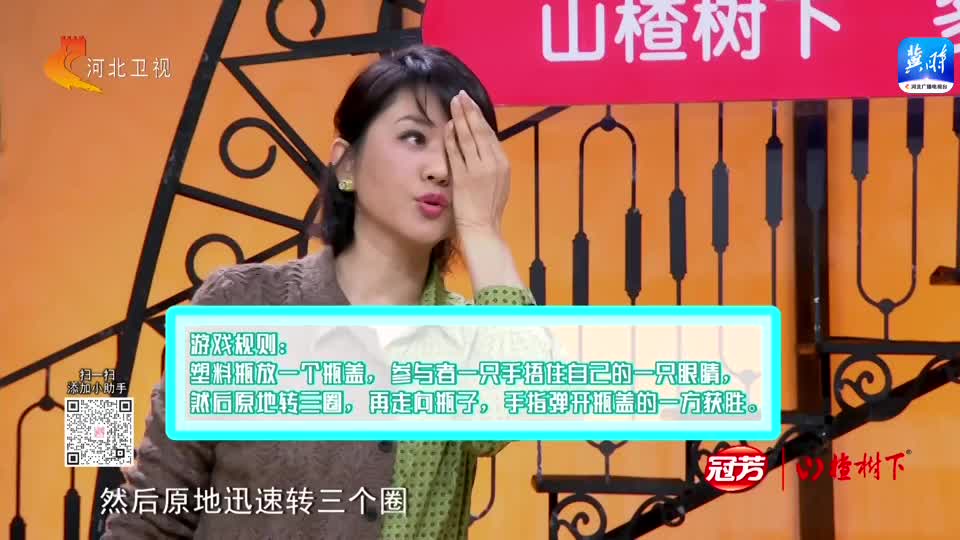 山楂树下
河北卫视
冀时
河北广播电视台
游戏规则：
塑料瓶放一个瓶盖，参与者一只手捂住自己的一只眼睛，
然后原地转三圈，再走向瓶子，手指弹开瓶盖的一方获胜。
扫一扫
添加小助手
冠芳
山楂树下
然后原地迅速转三个圈